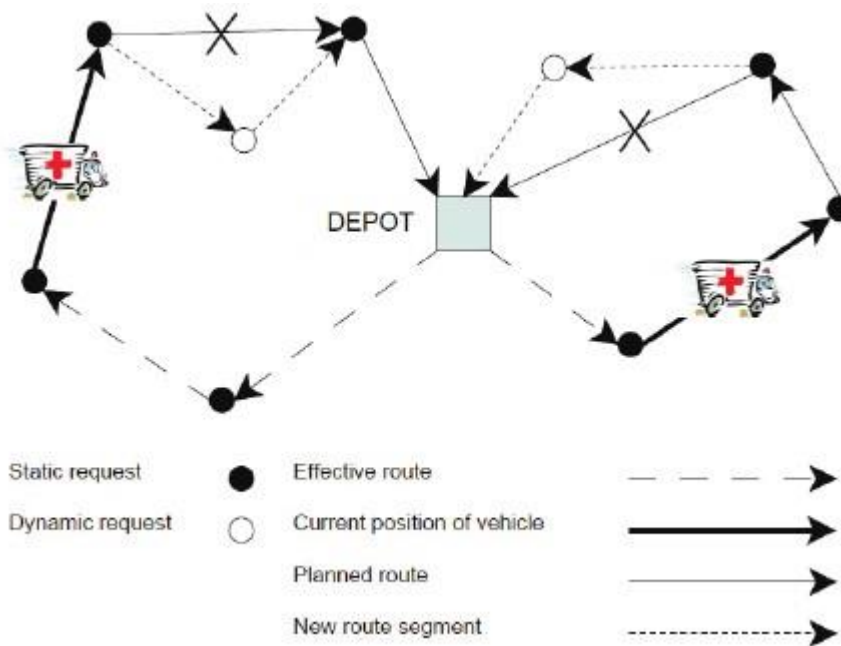 DEPOT
Static request
Effective route
Dynamic request
Current position of vehicle
Planned route
New route segment